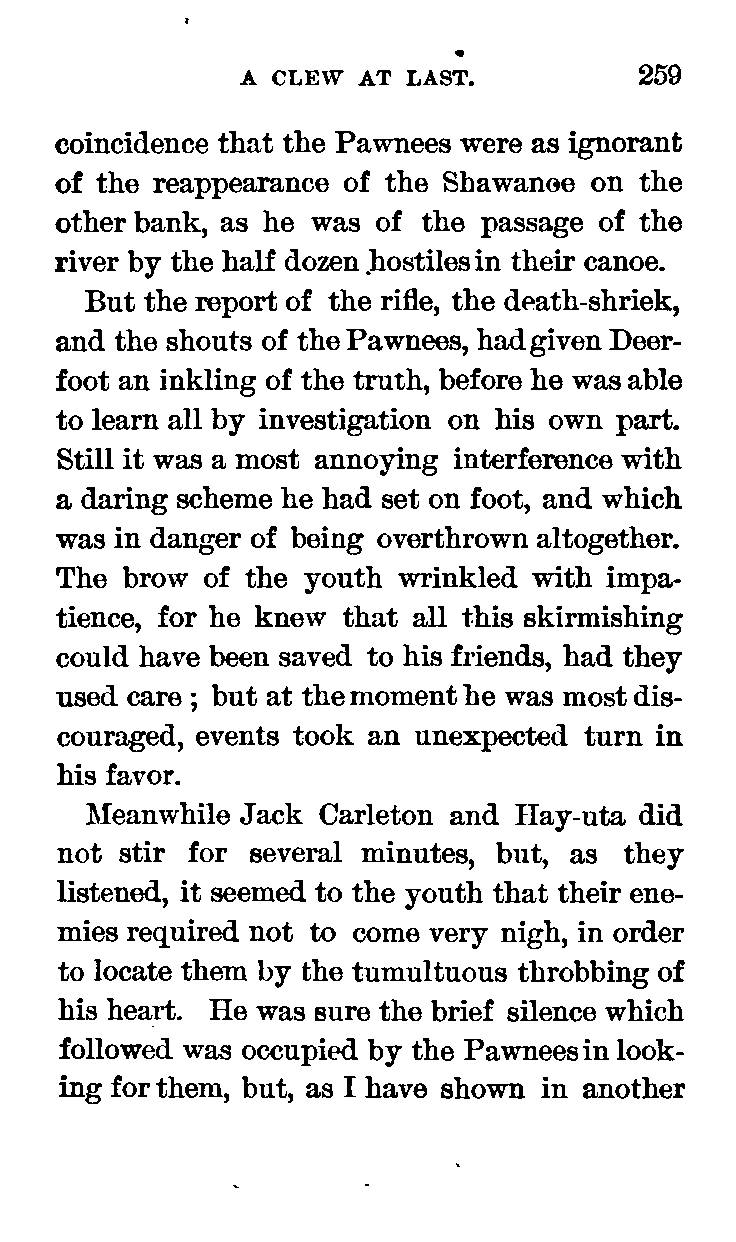 A CLEW AT LAST. 259
coincidence that the Pawnees were as ignorant
of the reappearance of the Shawanoe on the
other bank, as he was of the passage of the
river by the half dozen hostiles in their canoe.
But the report of the rifle, the death-shriek,
and the shouts of the Pawnees, had given Deer-
foot an inkling of the truth, before he was able
to learn all by investigation on his own part.
Still it was a most annoying interference with
a daring scheme he had set on foot, and which
was in danger of being overthrown altogether.
The brow of the youth wrinkled with impa-
tience, for he knew that all this skirmishing
could have been saved to his friends, had they
used care ; but at the moment he was most dis-
couraged, events took an unexpected turn in
his favor.
Meanwhile Jack Carleton and Hay-uta did
not stir for several minutes, but, as they
listened, it seemed to the youth that their ene-
mies required not to come very nigh, in order
to locate them by the tumultuous throbbing of
his heart. He was sure the brief silence which
followed was occupied by the Pawnees in look-
ing for them, but, as I have shown in another